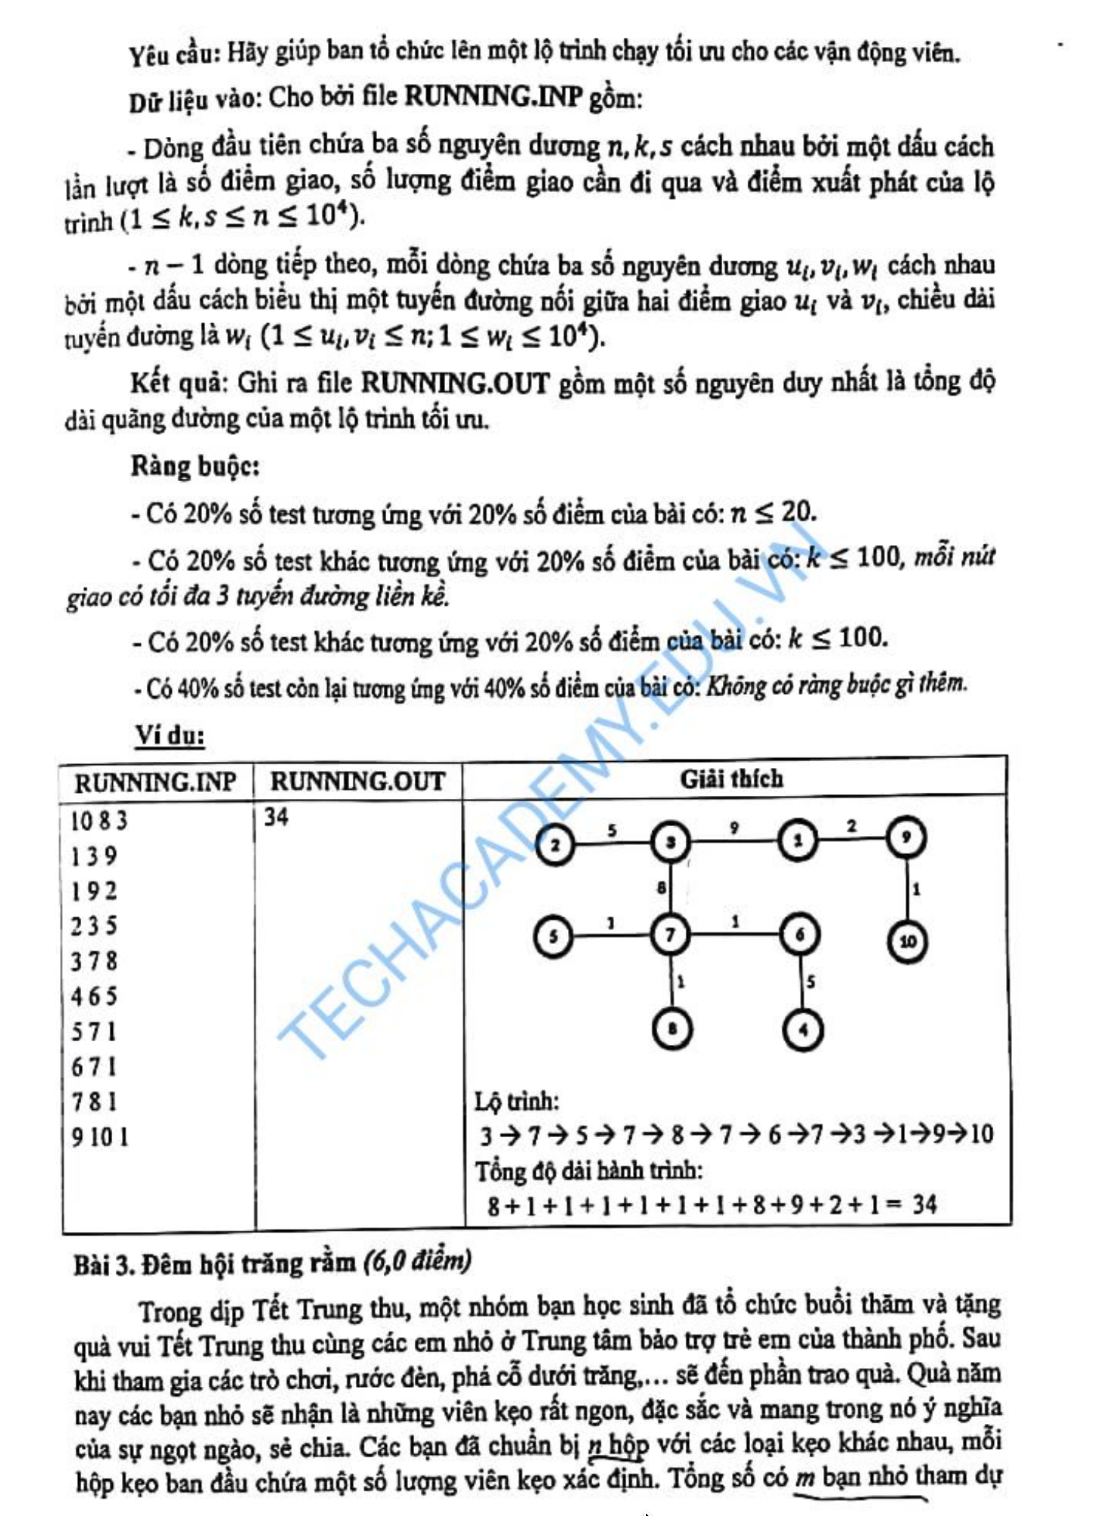 Yêu cầu: Hãy giúp ban tổ chức lên một lộ trình chạy tối ưu cho các vận động viên.
Dữ liệu vào: Cho bởi file RUNNING.INP gồm:
- Dòng đầu tiên chứa ba số nguyên dương n, k, s cách nhau bởi một dấu cách
lần lượt là số điểm giao, số lượng điểm giao cần đi qua và điểm xuất phát của lộ
trình (1 ≤ k, s ≤ n ≤ 10⁴).
- n − 1 dòng tiếp theo, mỗi dòng chứa ba số nguyên dương uᵢ, vᵢ, wᵢ cách nhau
bởi một dấu cách biểu thị một tuyến đường nối giữa hai điểm giao uᵢ và vᵢ, chiều dài
tuyến đường là wᵢ (1 ≤ uᵢ, vᵢ ≤ n; 1 ≤ wᵢ ≤ 10⁴).
Kết quả: Ghi ra file RUNNING.OUT gồm một số nguyên duy nhất là tổng độ
dài quãng đường của một lộ trình tối ưu.
Ràng buộc:
- Có 20% số test tương ứng với 20% số điểm của bài có: n ≤ 20.
- Có 20% số test khác tương ứng với 20% số điểm của bài có: k ≤ 100, mỗi nút
giao có tối đa 3 tuyến đường liền kề.
- Có 20% số test khác tương ứng với 20% số điểm của bài có: k ≤ 100.
- Có 40% số test còn lại tương ứng với 40% số điểm của bài có: Không có ràng buộc gì thêm.
Ví dụ:
RUNNING.INP RUNNING.OUT Giải thích
10 8 3
1 3 9
1 9 2
2 3 5
3 7 8
4 6 5
5 7 1
6 7 1
7 8 1
9 10 1
34
2 5 3 9 1 2 9
8 1
5 1 7 1 6 10
1 5
8 4
Lộ trình:
3 → 7 → 5 → 7 → 8 → 7 → 6 → 7 → 3 → 1 → 9 → 10
Tổng độ dài hành trình:
8 + 1 + 1 + 1 + 1 + 1 + 1 + 8 + 9 + 2 + 1 = 34
TECHACADEMY.EDU.VN
Bài 3. Đêm hội trăng rằm (6,0 điểm)
Trong dịp Tết Trung thu, một nhóm bạn học sinh đã tổ chức buổi thăm và tặng
quà vui Tết Trung thu cùng các em nhỏ ở Trung tâm bảo trợ trẻ em của thành phố. Sau
khi tham gia các trò chơi, rước đèn, phá cỗ dưới trăng,... sẽ đến phần trao quà. Quà năm
nay các bạn nhỏ sẽ nhận là những viên kẹo rất ngon, đặc sắc và mang trong nó ý nghĩa
của sự ngọt ngào, sẻ chia. Các bạn đã chuẩn bị n hộp với các loại kẹo khác nhau, mỗi
hộp kẹo ban đầu chứa một số lượng viên kẹo xác định. Tổng số có m bạn nhỏ tham dự